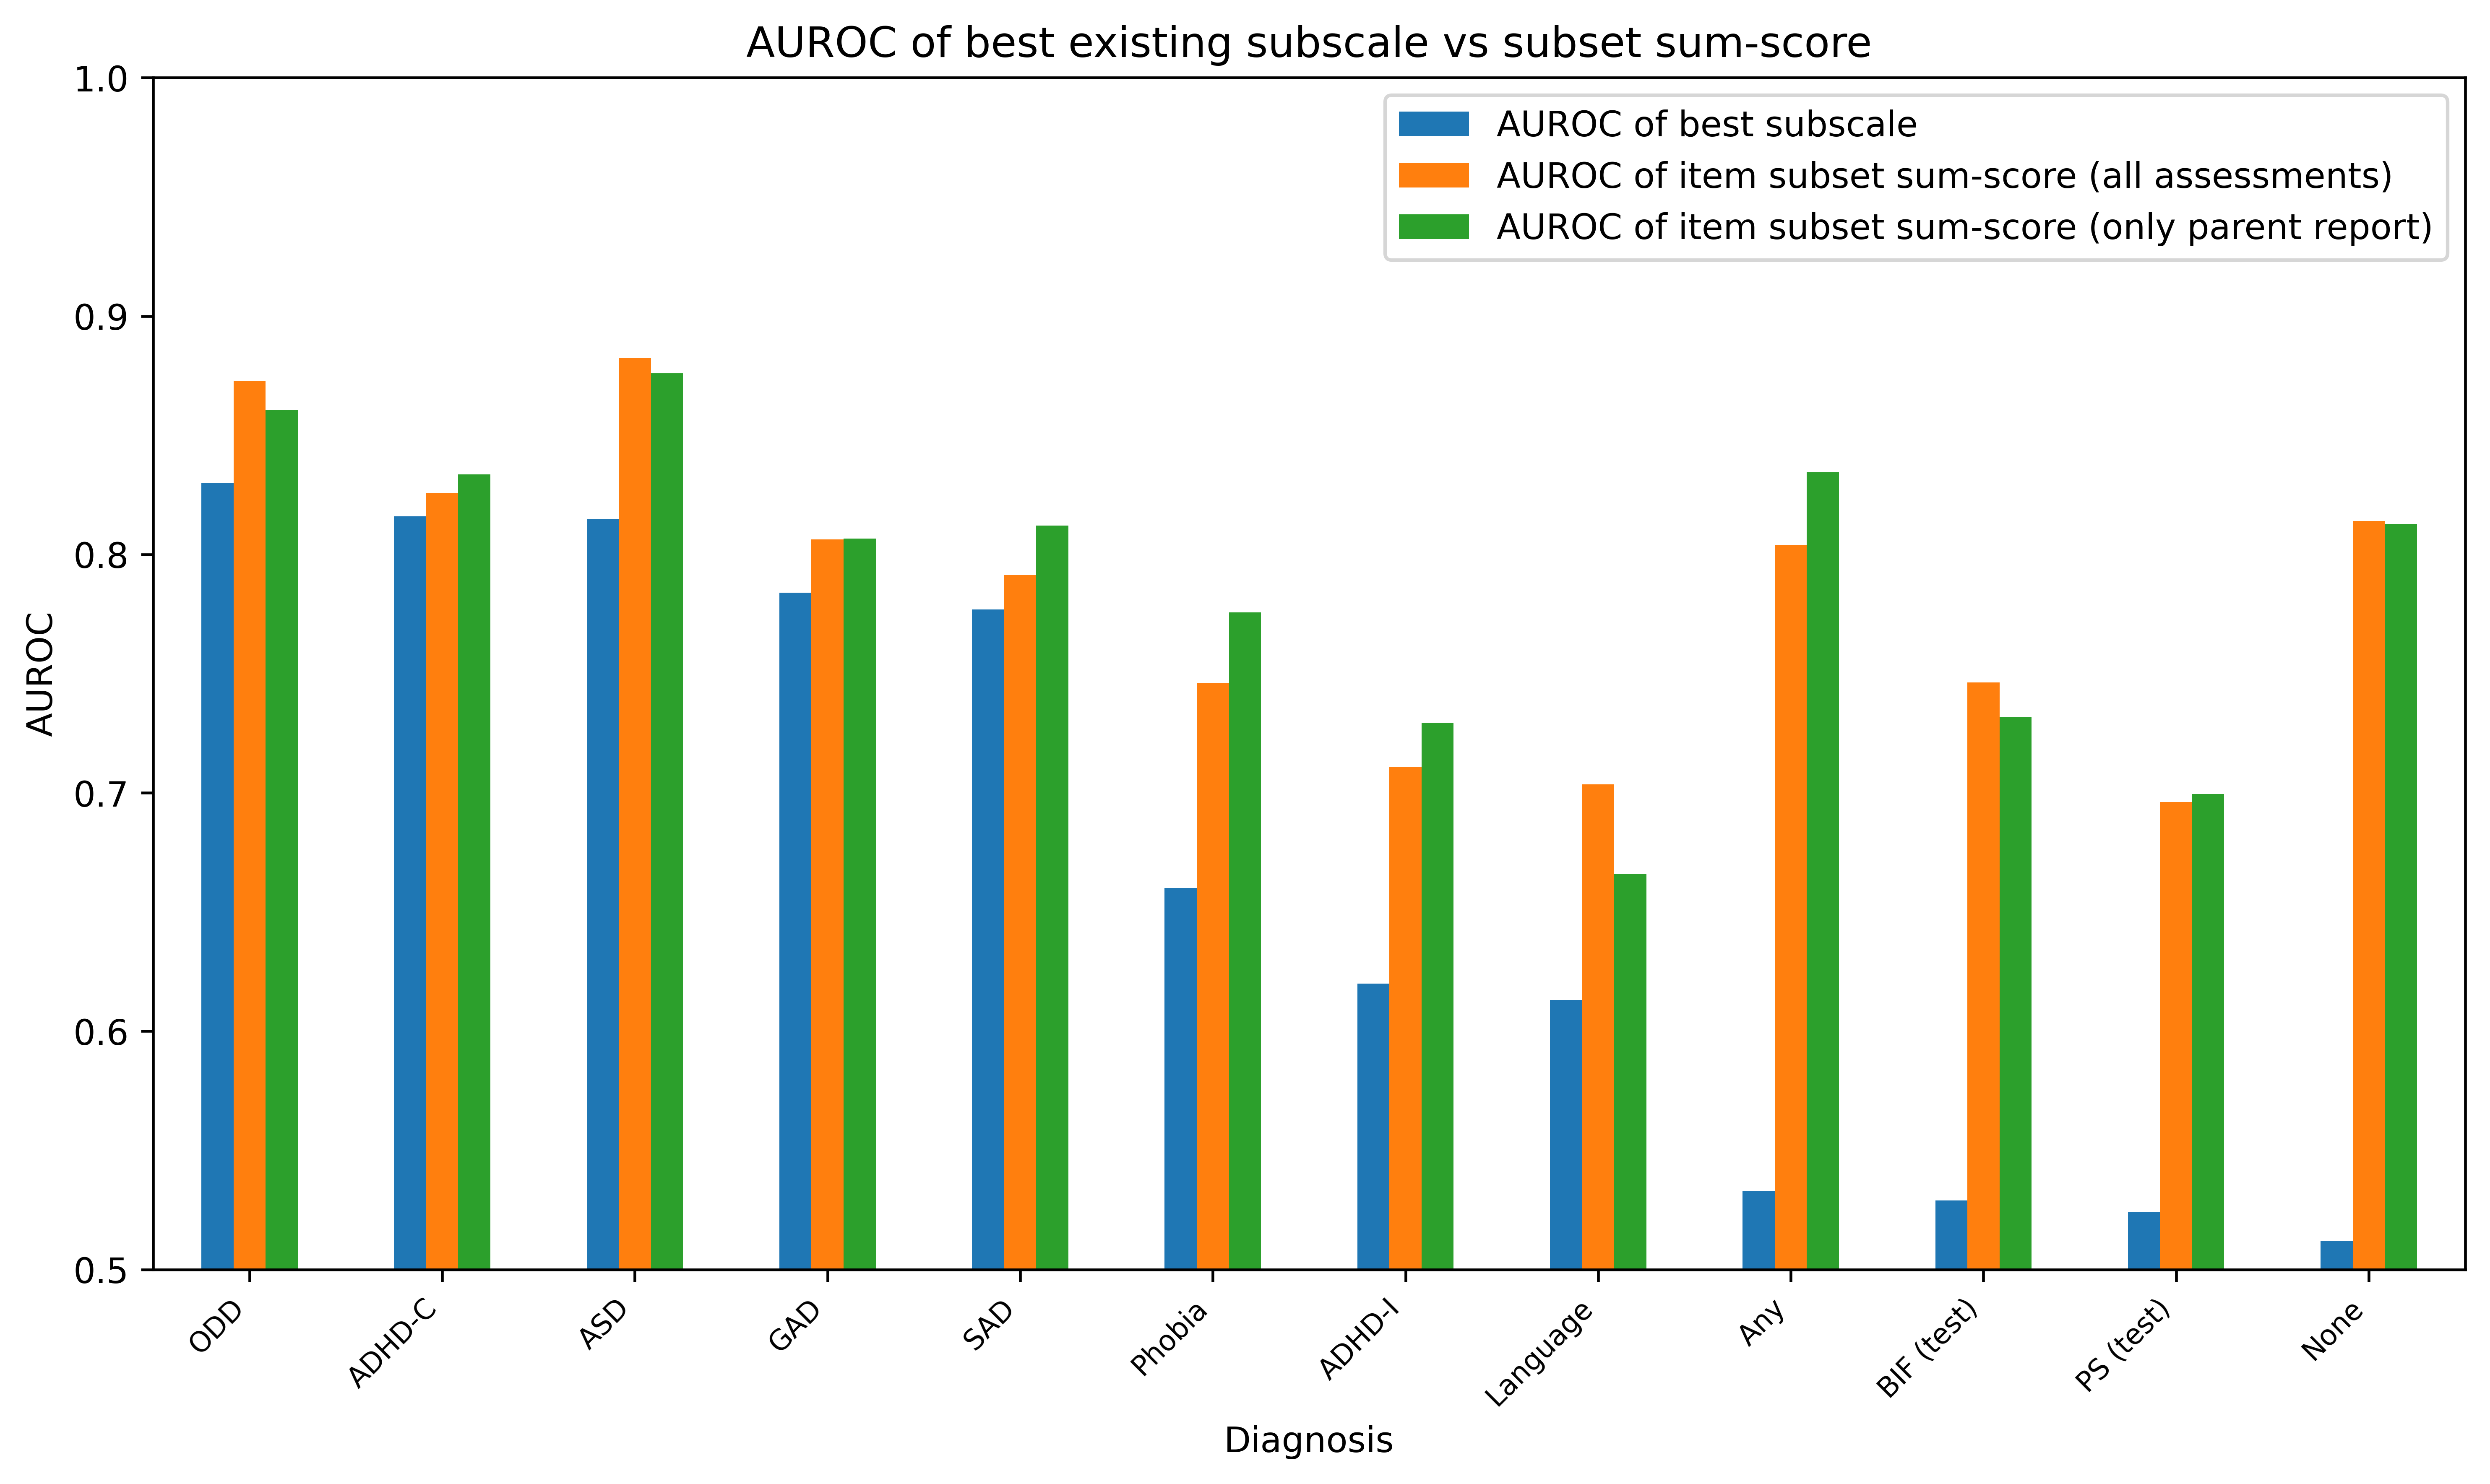 AUROC of best existing subscale vs subset sum-score
AUROC of best subscale
AUROC of item subset sum-score (all assessments)
AUROC of item subset sum-score (only parent report)
AUROC
1.0
0.9
0.8
0.7
0.6
0.5
ODD
ADHD-C
ASD
GAD
SAD
Phobia
ADHD-I
Language
Any
BIF (test)
PS (test)
None
Diagnosis